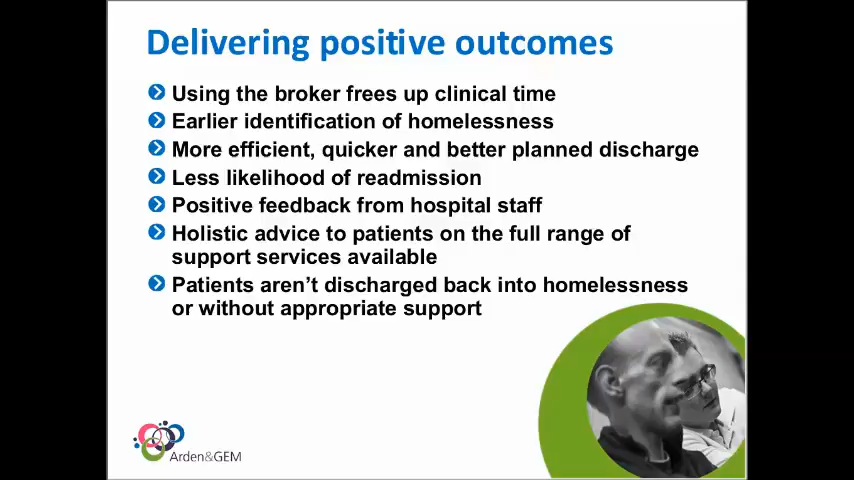 Delivering positive outcomes
Using the broker frees up clinical time
Earlier identification of homelessness
More efficient, quicker and better planned discharge
Less likelihood of readmission
Positive feedback from hospital staff
Holistic advice to patients on the full range of
support services available
Patients aren’t discharged back into homelessness
or without appropriate support
Arden&GEM